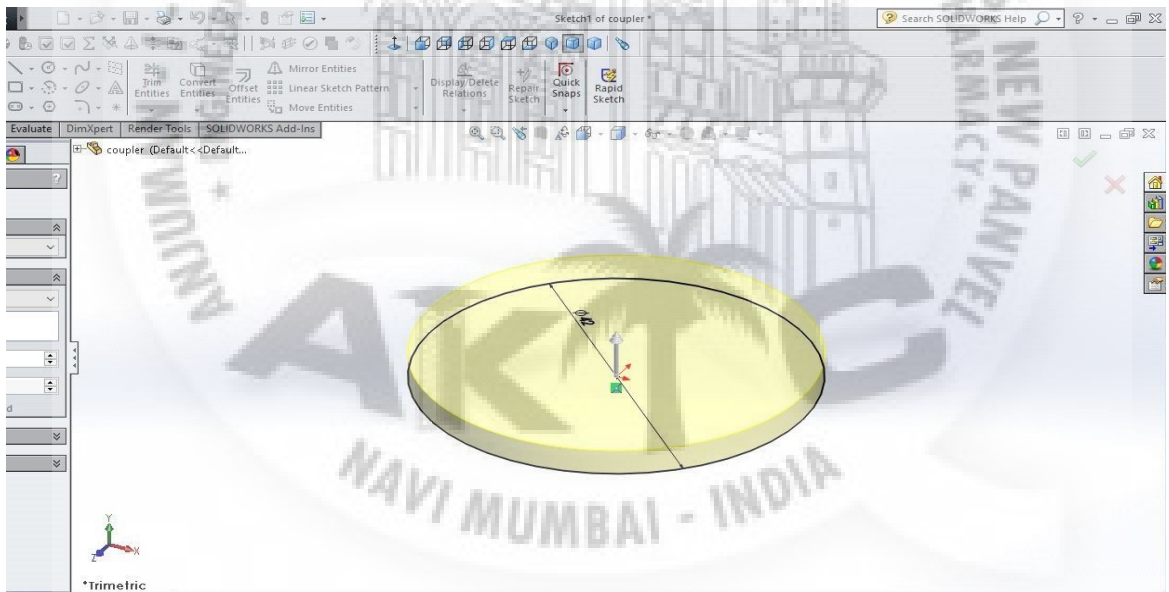 Sketch1 of coupler *
Search SOLIDWORKS Help
Trim Entities
Convert Entities
Offset Entities
Mirror Entities
Linear Sketch Pattern
Move Entities
Display/Delete Relations
Repair Sketch
Quick Snaps
Rapid Sketch
Evaluate
DimXpert
Render Tools
SOLIDWORKS Add-Ins
coupler (Default<<Default...
?
d
ANJUM
NEW PANVEL
AKTC
NAVI MUMBAI - INDIA
Y
X
Z
*Trimetric